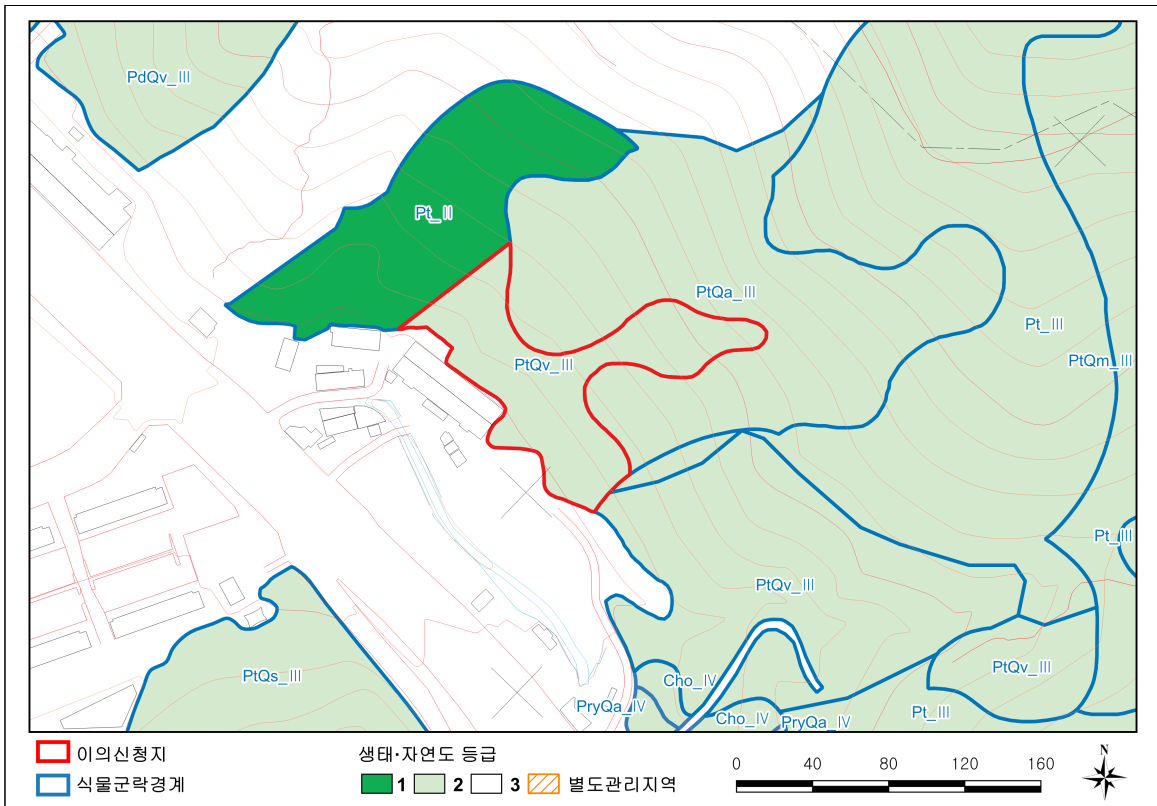 PdQv_Ⅲ
Pt_Ⅱ
PtQa_Ⅲ
Pt_Ⅲ
PtQm_Ⅲ
PtQv_Ⅲ
Pt_Ⅲ
PtQv_Ⅲ
PtQs_Ⅲ
PtQv_Ⅲ
Cho_Ⅳ
PryQa_Ⅳ
Cho_Ⅳ
PryQa_Ⅳ
Pt_Ⅲ
이의신청지
식물군락경계
생태·자연도 등급
1 2 3 별도관리지역
0 40 80 120 160
N